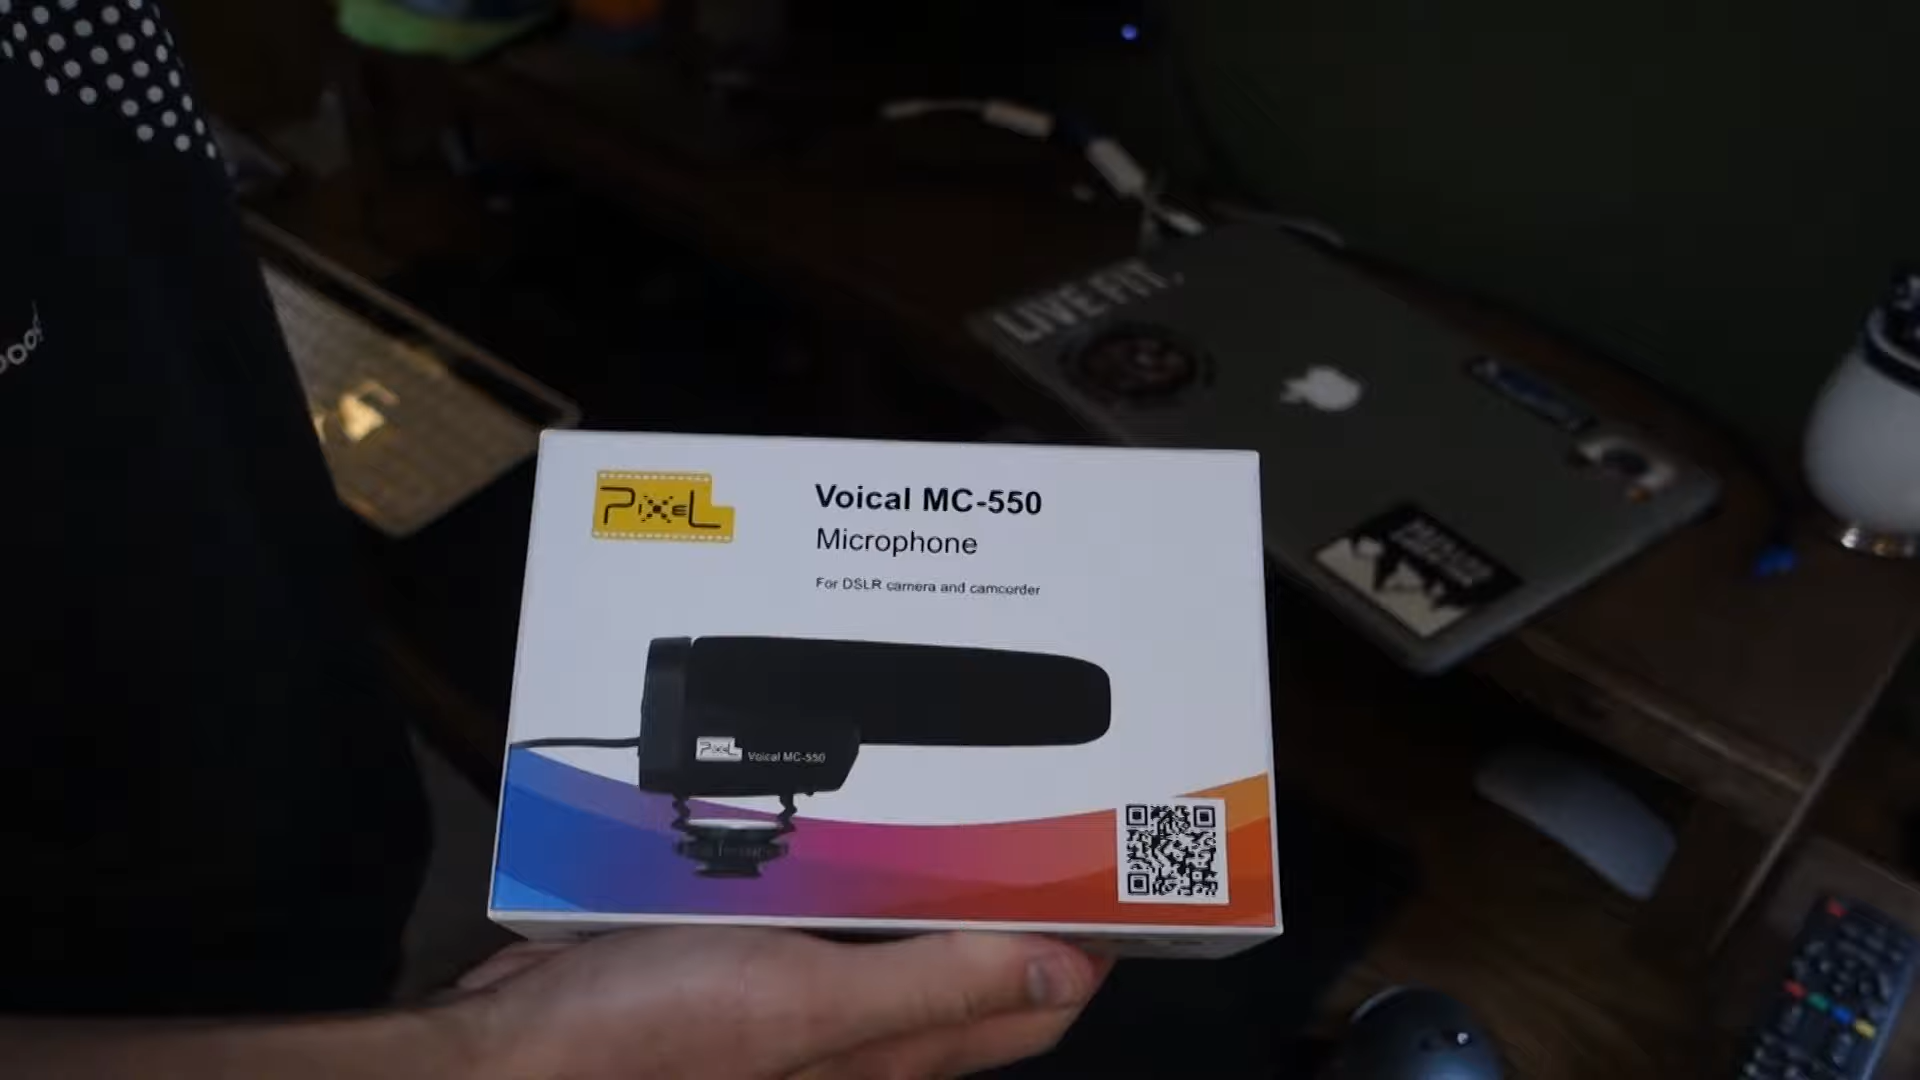 LIVE FIT.
PIXEL
Voical MC-550
Microphone
For DSLR camera and camcorder
PIXEL
Voical MC-550